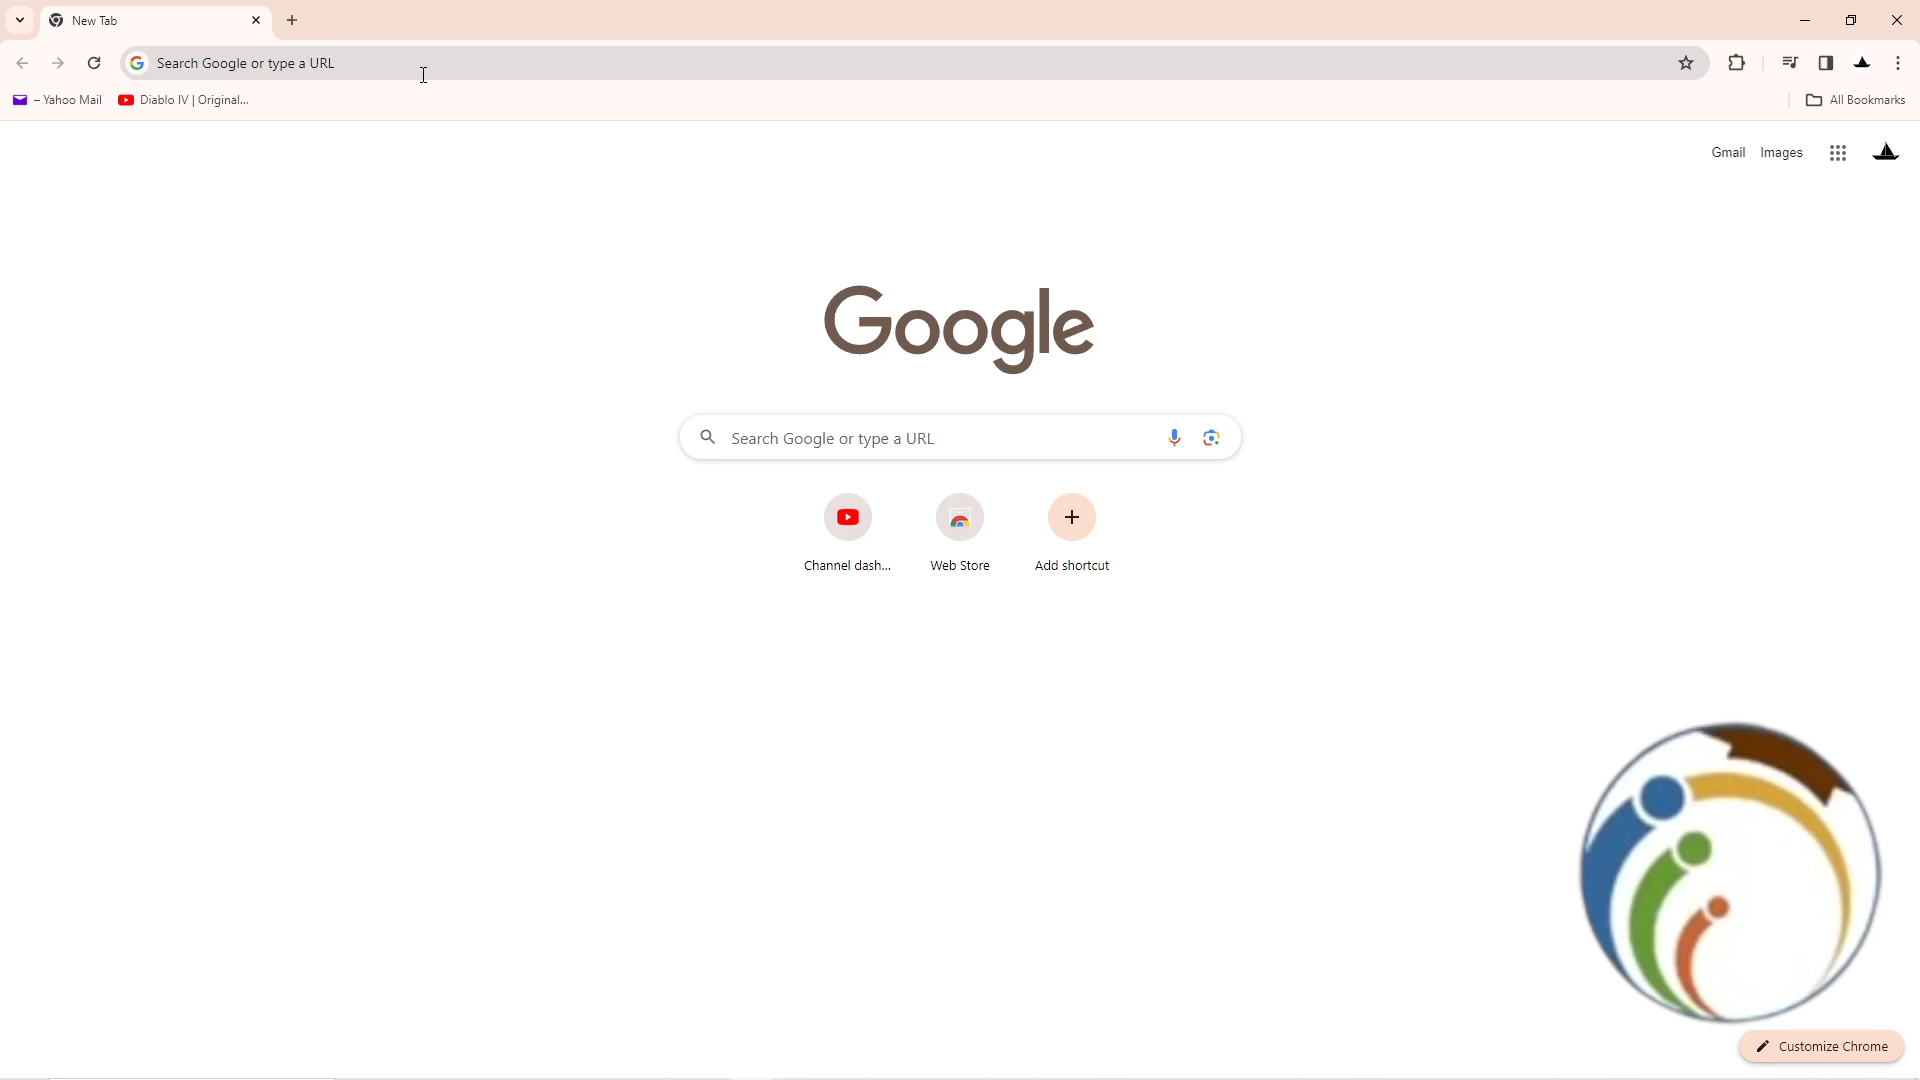 New Tab
Search Google or type a URL
– Yahoo Mail
Diablo IV | Original...
All Bookmarks
Gmail
Images
Google
Search Google or type a URL
Channel dash...
Web Store
Add shortcut
Customize Chrome